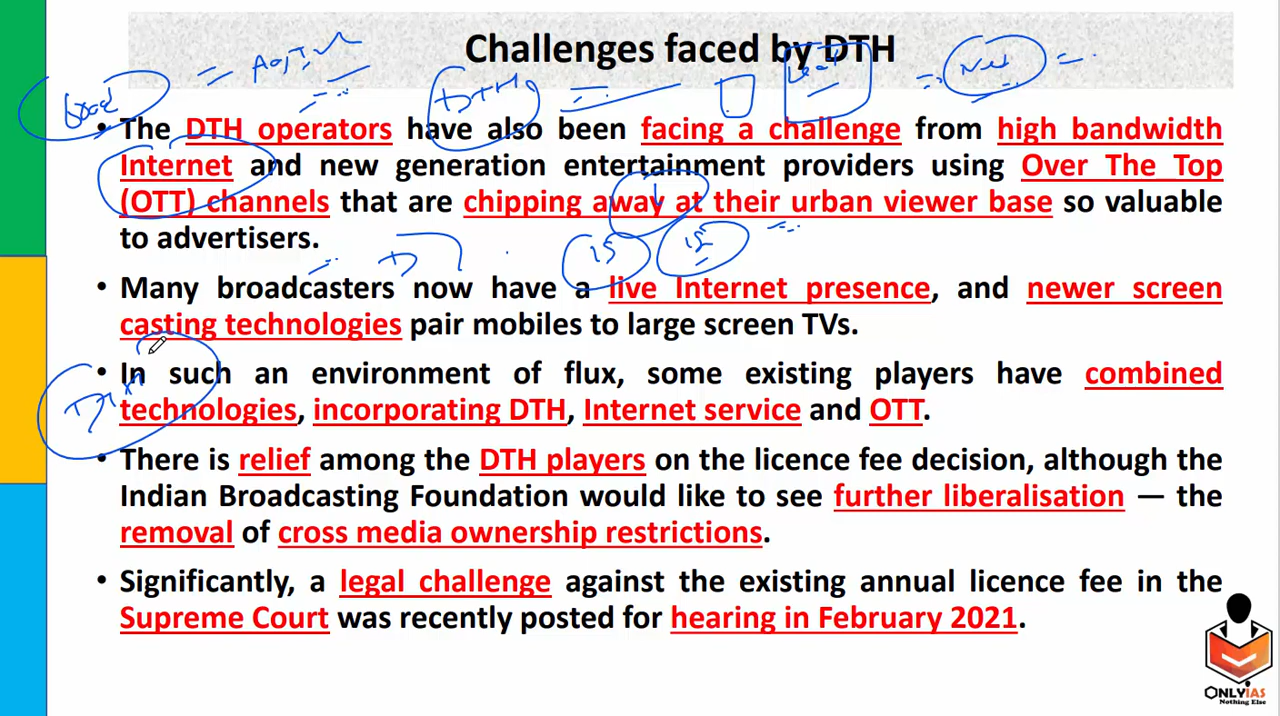 Challenges faced by DTH
• The DTH operators have also been facing a challenge from high bandwidth
Internet and new generation entertainment providers using Over The Top
(OTT) channels that are chipping away at their urban viewer base so valuable
to advertisers.
• Many broadcasters now have a live Internet presence, and newer screen
casting technologies pair mobiles to large screen TVs.
• In such an environment of flux, some existing players have combined
technologies, incorporating DTH, Internet service and OTT.
• There is relief among the DTH players on the licence fee decision, although the
Indian Broadcasting Foundation would like to see further liberalisation — the
removal of cross media ownership restrictions.
• Significantly, a legal challenge against the existing annual licence fee in the
Supreme Court was recently posted for hearing in February 2021.
ONLYIAS
Nothing Else
DTH
15